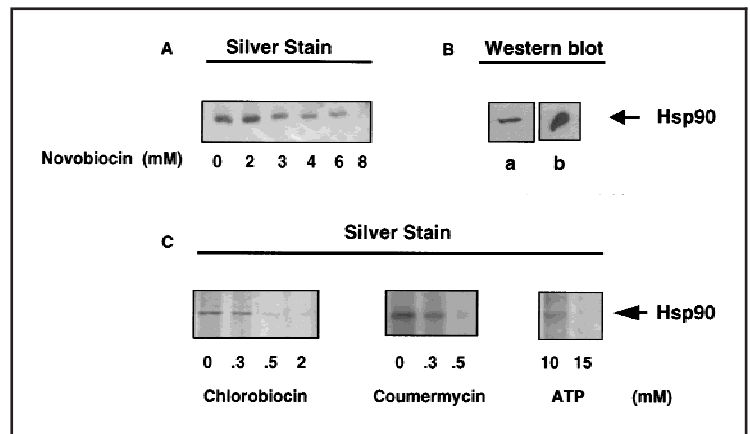 A Silver Stain
B Western blot
Hsp90
Novobiocin (mM) 0 2 3 4 6 8
a b
C Silver Stain
Hsp90
0 .3 .5 2 0 .3 .5 10 15
Chlorobiocin Coumermycin ATP (mM)